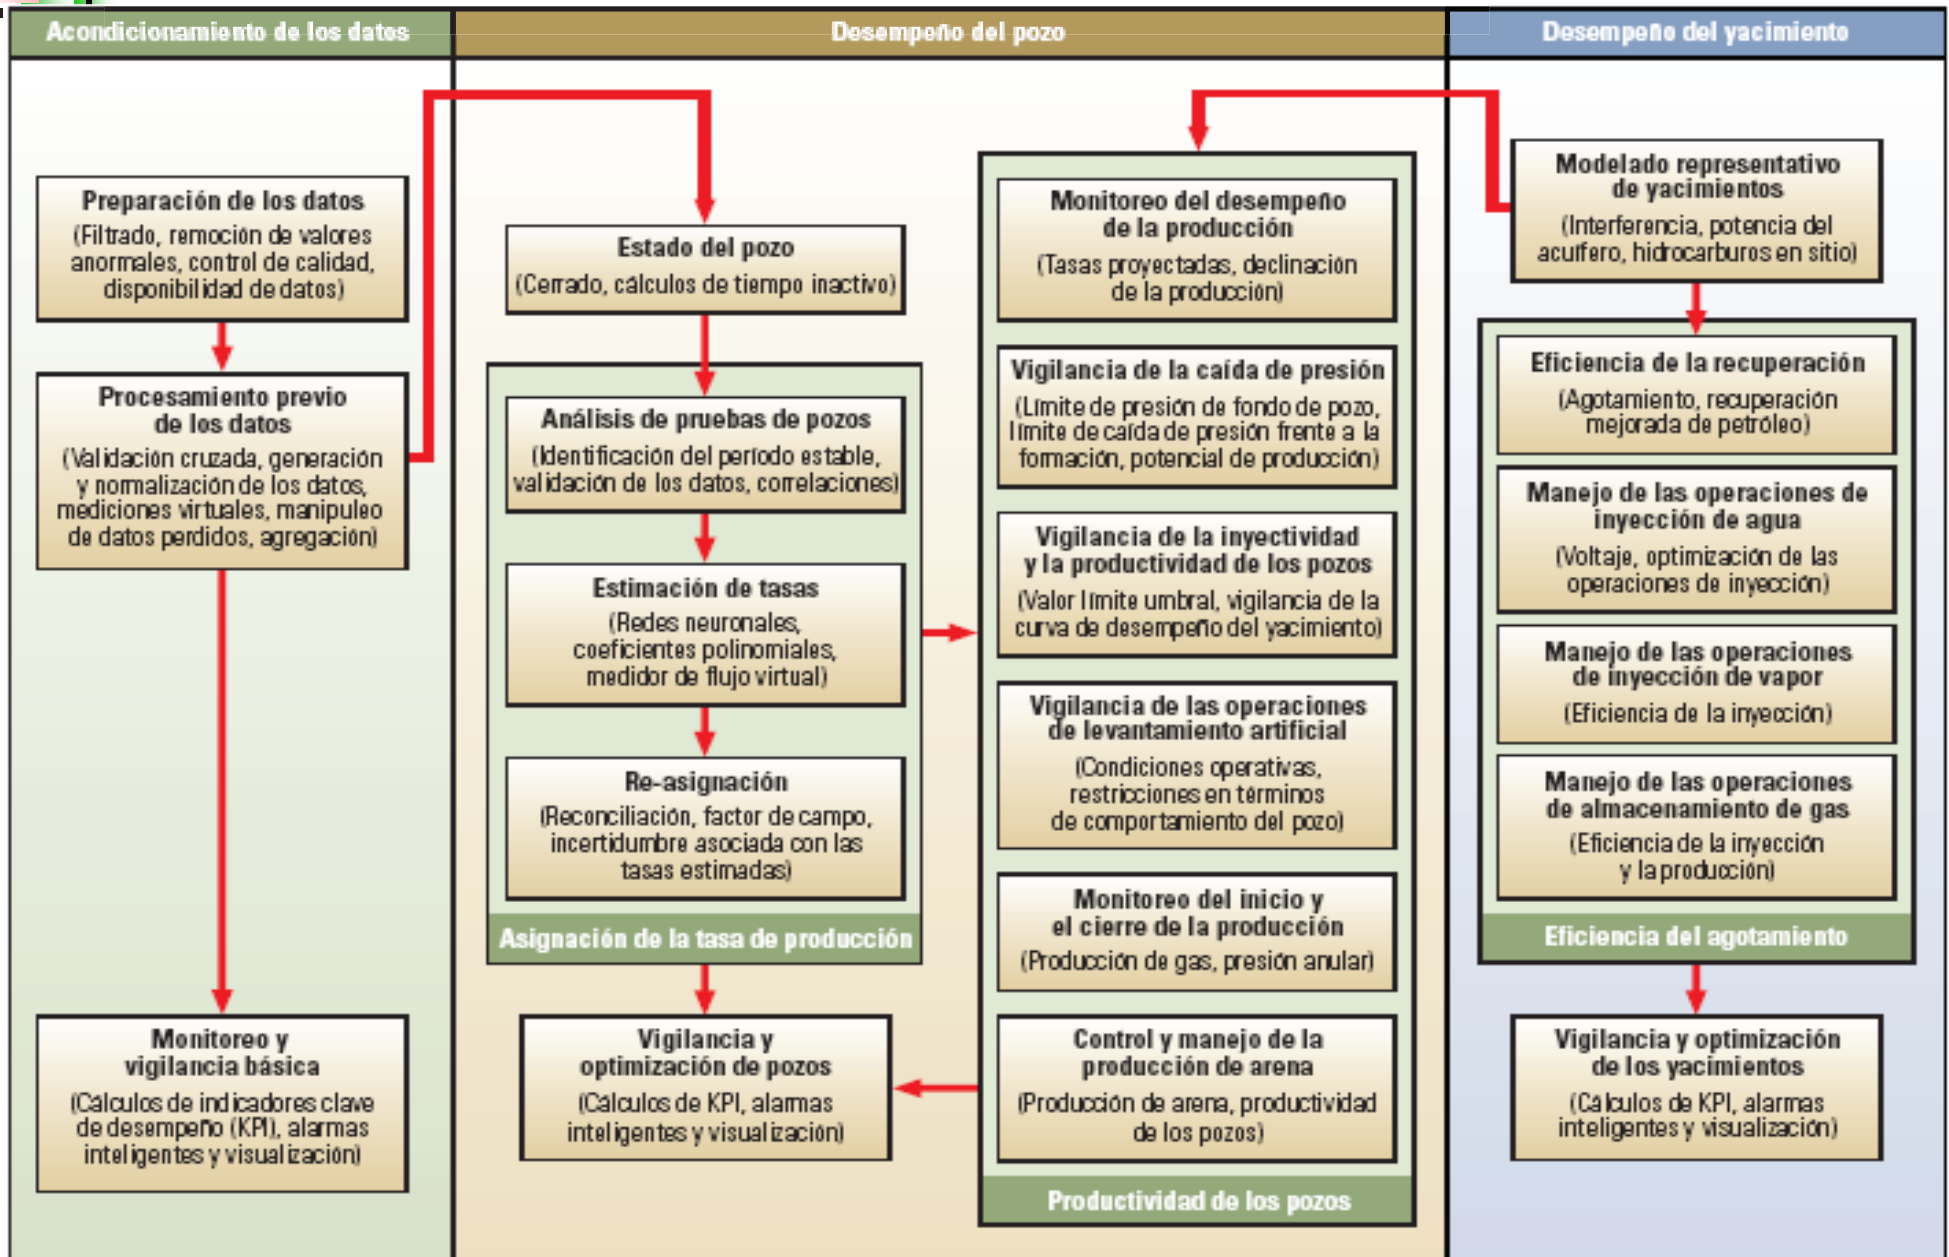 Acondicionamiento de los datos
Desempeño del pozo
Desempeño del yacimiento
Preparación de los datos
(Filtrado, remoción de valores
anormales, control de calidad,
disponibilidad de datos)
Procesamiento previo
de los datos
(Validación cruzada, generación
y normalización de los datos,
mediciones virtuales, manipuleo
de datos perdidos, agregación)
Monitoreo y
vigilancia básica
(Cálculos de indicadores clave
de desempeño (KPI), alarmas
inteligentes y visualización)
Estado del pozo
(Cerrado, cálculos de tiempo inactivo)
Análisis de pruebas de pozos
(Identificación del período estable,
validación de los datos, correlaciones)
Estimación de tasas
(Redes neuronales,
coeficientes polinomiales,
medidor de flujo virtual)
Re-asignación
(Reconciliación, factor de campo,
incertidumbre asociada con las
tasas estimadas)
Asignación de la tasa de producción
Vigilancia y
optimización de pozos
(Cálculos de KPI, alarmas
inteligentes y visualización)
Monitoreo del desempeño
de la producción
(Tasas proyectadas, declinación
de la producción)
Vigilancia de la caída de presión
(Límite de presión de fondo de pozo,
límite de caída de presión frente a la
formación, potencial de producción)
Vigilancia de la inyectividad
y la productividad de los pozos
(Valor límite umbral, vigilancia de la
curva de desempeño del yacimiento)
Vigilancia de las operaciones
de levantamiento artificial
(Condiciones operativas,
restricciones en términos
de comportamiento del pozo)
Monitoreo del inicio y
el cierre de la producción
(Producción de gas, presión anular)
Control y manejo de la
producción de arena
(Producción de arena, productividad
de los pozos)
Productividad de los pozos
Modelado representativo
de yacimientos
(Interferencia, potencia del
acuífero, hidrocarburos en sitio)
Eficiencia de la recuperación
(Agotamiento, recuperación
mejorada de petróleo)
Manejo de las operaciones de
inyección de agua
(Voltaje, optimización de las
operaciones de inyección)
Manejo de las operaciones
de inyección de vapor
(Eficiencia de la inyección)
Manejo de las operaciones
de almacenamiento de gas
(Eficiencia de la inyección
y la producción)
Eficiencia del agotamiento
Vigilancia y optimización
de los yacimientos
(Cálculos de KPI, alarmas
inteligentes y visualización)